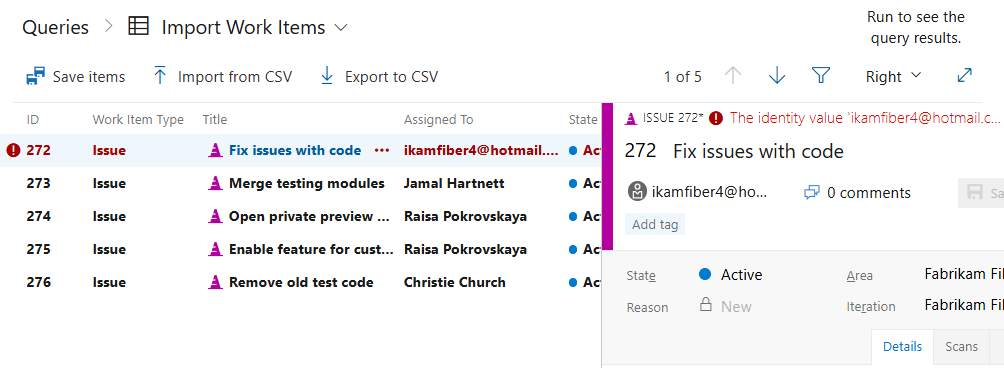 Queries Import Work Items
Run to see the
query results.
Save items Import from CSV Export to CSV 1 of 5 Right
ID Work Item Type Title Assigned To State
272 Issue Fix issues with code ... ikamfiber4@hotmail.... Ac
273 Issue Merge testing modules Jamal Hartnett Ac
274 Issue Open private preview ... Raisa Pokrovskaya Ac
275 Issue Enable feature for cust... Raisa Pokrovskaya Ac
276 Issue Remove old test code Christie Church Ac
ISSUE 272* The identity value 'ikamfiber4@hotmail.c...
272 Fix issues with code
ikamfiber4@ho... 0 comments Sa
Add tag
State Active Area Fabrikam Fi
Reason New Iteration Fabrikam Fi
Details Scans